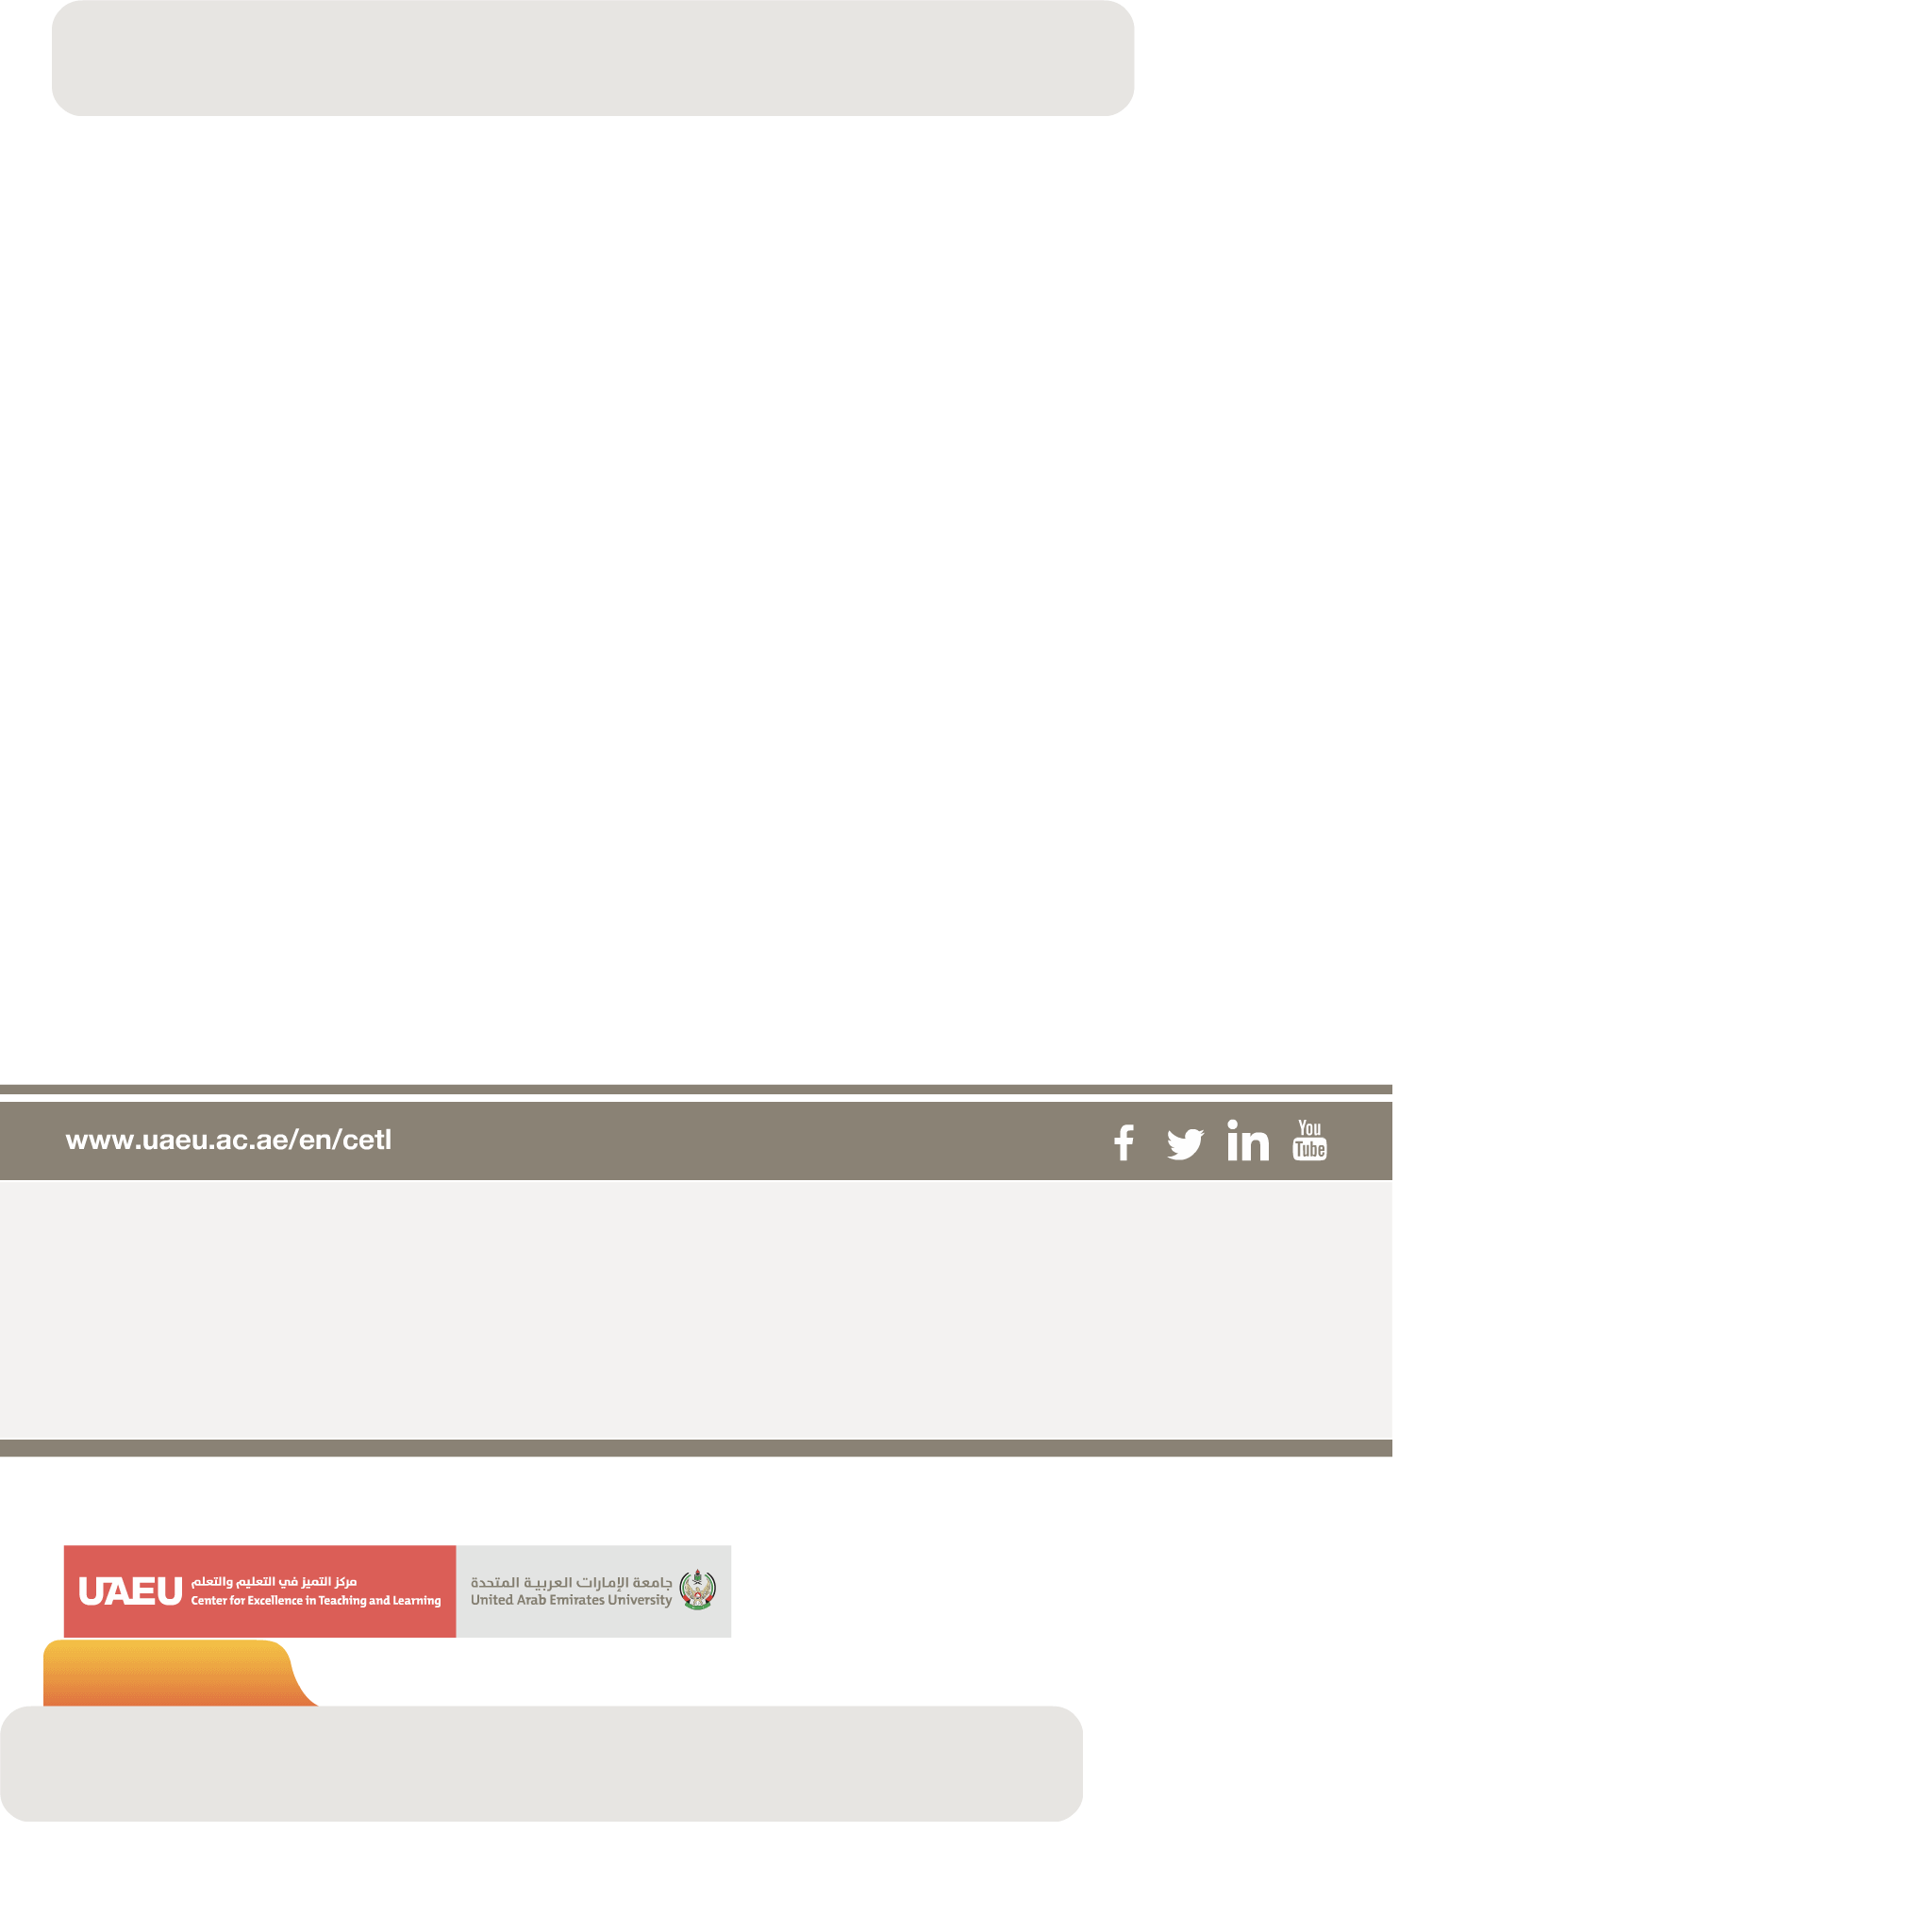 www.uaeu.ac.ae/en/cetl
You
Tube
UAEU
مركز التميز في التعليم والتعلم
Center for Excellence in Teaching and Learning
جامعة الإمارات العربية المتحدة
United Arab Emirates University